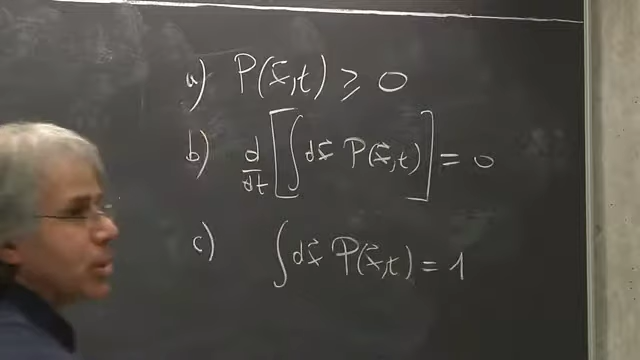 a) P(x⃗,t) ≥ 0
b) d/dt [∫dx⃗ P(x⃗,t)] = 0
c) ∫dx⃗ P(x⃗,t) = 1